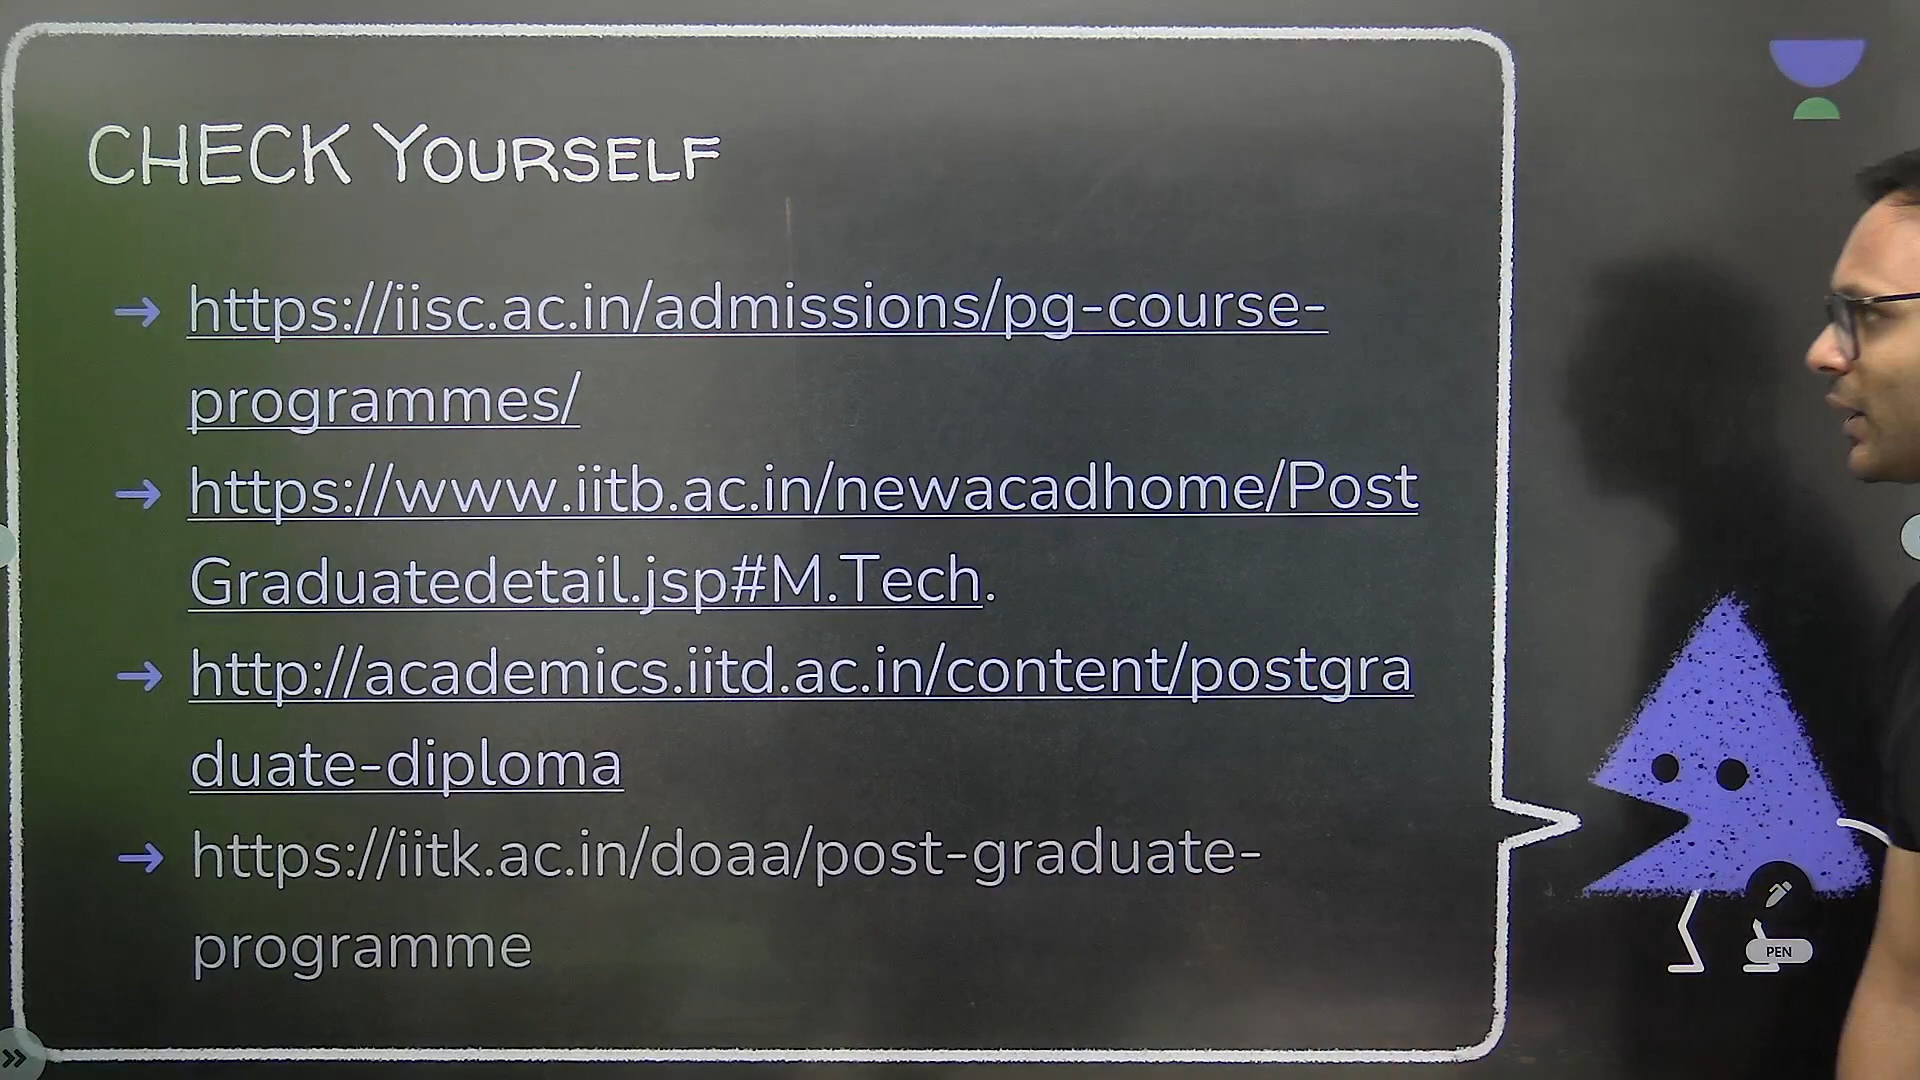 CHECK YOURSELF
→ https://iisc.ac.in/admissions/pg-course-
programmes/
→ https://www.iitb.ac.in/newacadhome/Post
Graduatedetail.jsp#M.Tech.
→ http://academics.iitd.ac.in/content/postgra
duate-diploma
→ https://iitk.ac.in/doaa/post-graduate-
programme
PEN